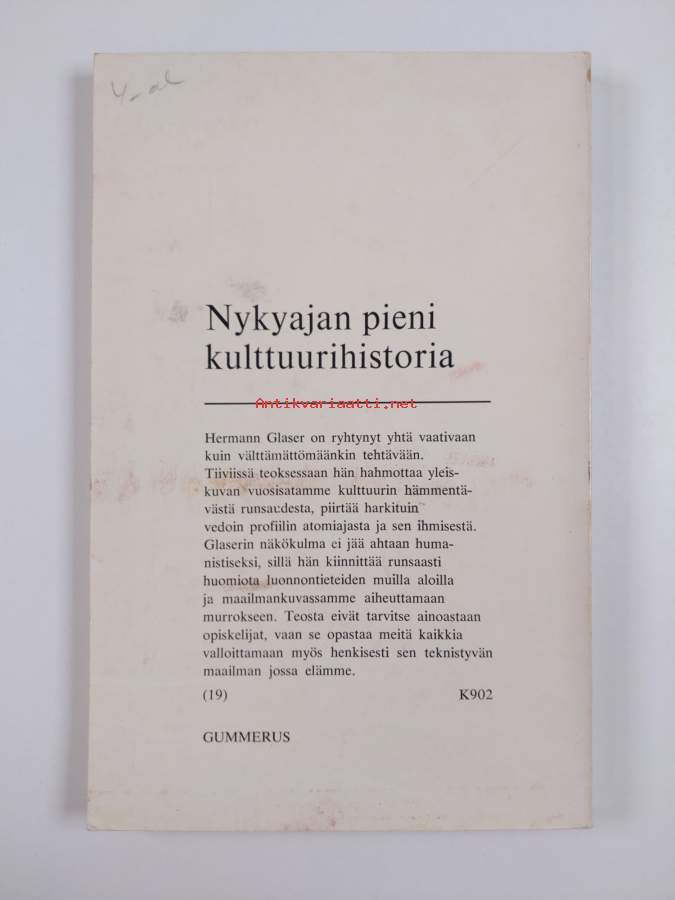 Nykyajan pieni
kulttuurihistoria
Antikvariaatti.net
Hermann Glaser on ryhtynyt yhtä vaativaan
kuin välttämättömäänkin tehtävään.
Tiiviissä teoksessaan hän hahmottaa yleis-
kuvan vuosisatamme kulttuurin hämmentä-
västä runsaudesta, piirtää harkituin
vedoin profiilin atomiajasta ja sen ihmisestä.
Glaserin näkökulma ei jää ahtaan huma-
nistiseksi, sillä hän kiinnittää runsaasti
huomiota luonnontieteiden muilla aloilla
ja maailmankuvassamme aiheuttamaan
murrokseen. Teosta eivät tarvitse ainoastaan
opiskelijat, vaan se opastaa meitä kaikkia
valloittamaan myös henkisesti sen teknistyvän
maailman jossa elämme.
(19) K902
GUMMERUS